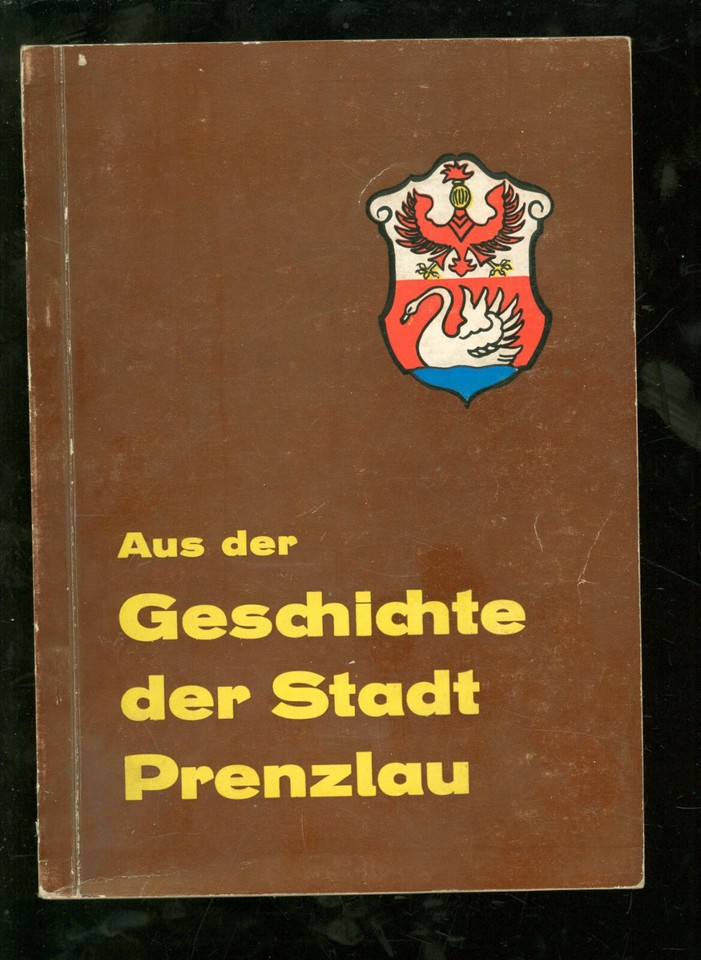 Aus der
Geschichte
der Stadt
Prenzlau